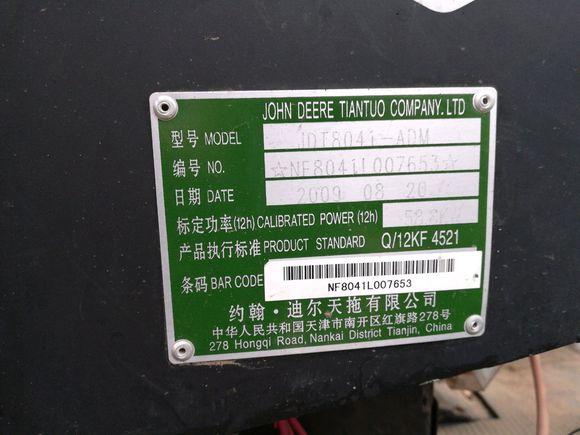 JOHN DEERE TIANTUO COMPANY.LTD
型号 MODEL JDT8041-ADM
编号 NO. ☆NF8041L007653☆
日期 DATE 2009 08 20
标定功率(12h) CALIBRATED POWER (12h) 58.8
产品执行标准 PRODUCT STANDARD Q/12KF 4521
条码 BAR CODE
NF8041L007653
约翰·迪尔天拖有限公司
中华人民共和国天津市南开区红旗路278号
278 Hongqi Road, Nankai District Tianjin, China